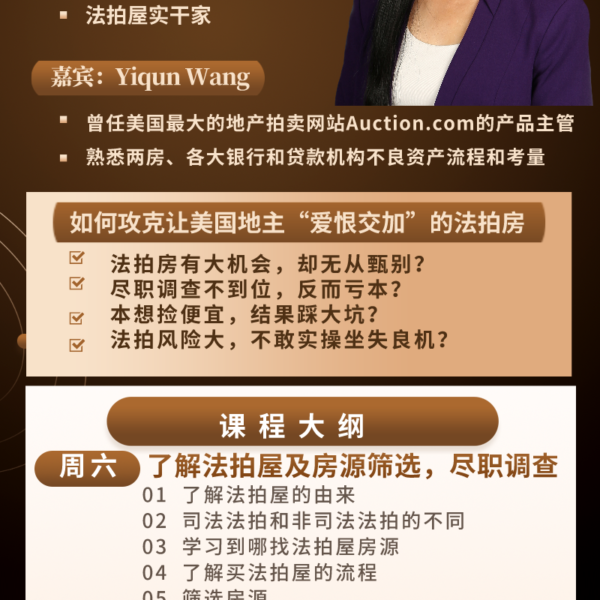 法拍屋实干家
嘉宾：Yiqun Wang
曾任美国最大的地产拍卖网站Auction.com的产品主管
熟悉两房、各大银行和贷款机构不良资产流程和考量
如何攻克让美国地主“爱恨交加”的法拍房
法拍房有大机会，却无从甄别？
尽职调查不到位，反而亏本？
本想捡便宜，结果踩大坑？
法拍风险大，不敢实操坐失良机？
课程大纲
周六 了解法拍屋及房源筛选，尽职调查
01 了解法拍屋的由来
02 司法法拍和非司法法拍的不同
03 学习到哪找法拍屋房源
04 了解买法拍屋的流程
05 筛选房源